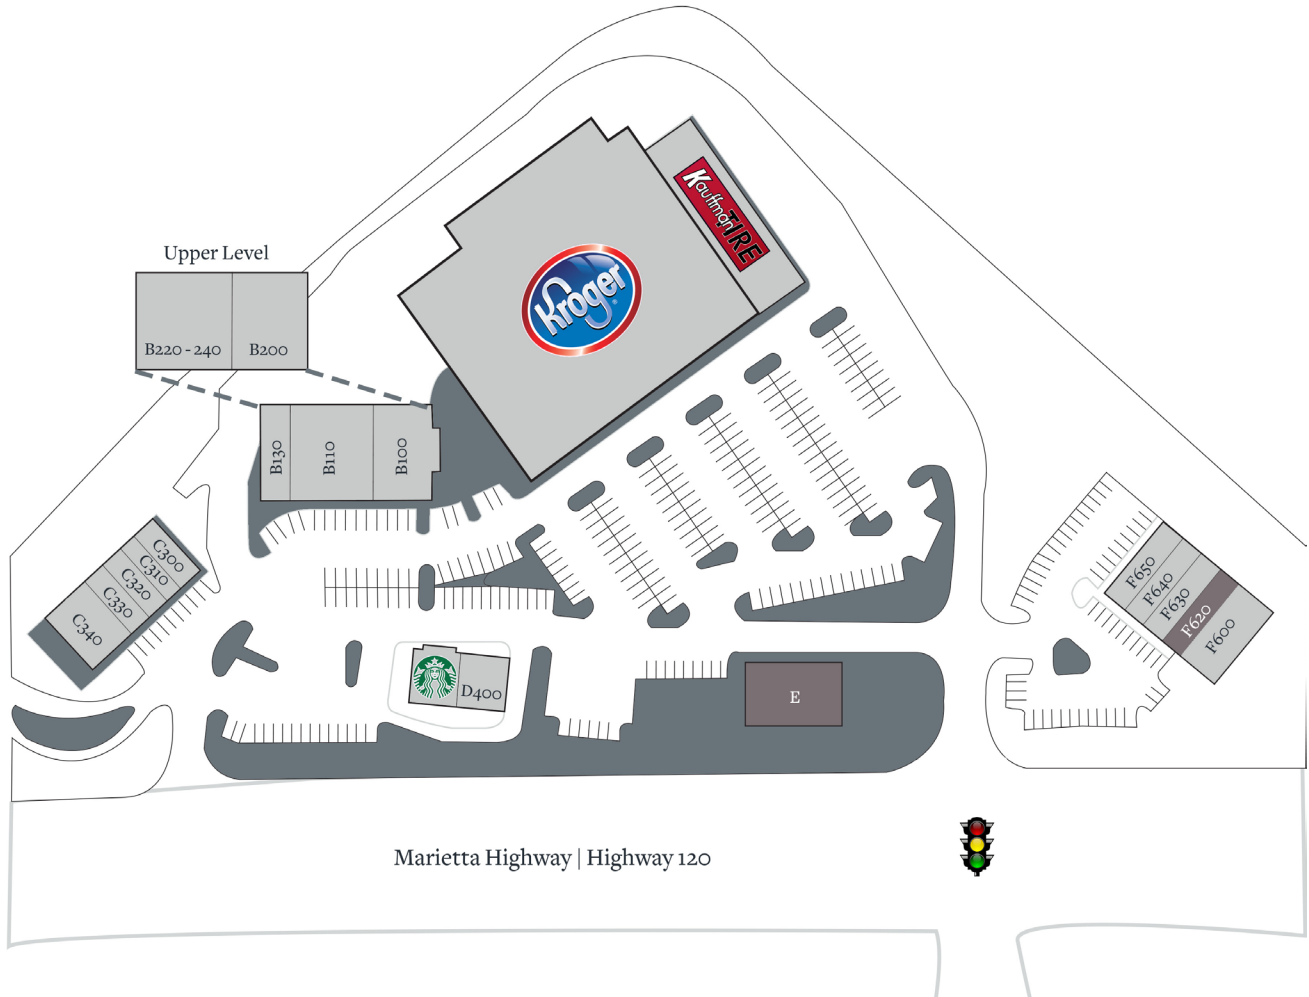 Kauffman
TIRE
Kroger
Upper Level
B220 - 240
B200
B130
B110
B100
C300
C310
C320
C330
C340
F650
F640
F630
F620
F600
D400
E
Marietta Highway | Highway 120